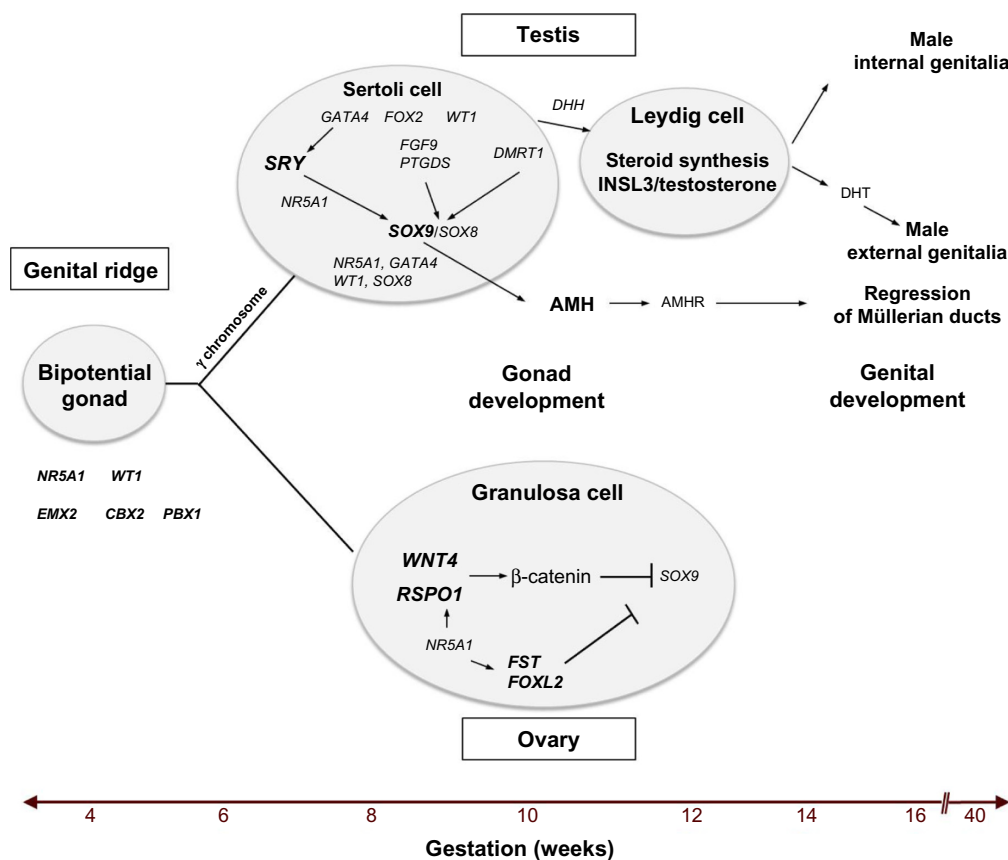 Testis
Male
internal genitalia
Sertoli cell
GATA4 FOX2 WT1
DHH
Leydig cell
FGF9
PTGDS
DMRT1
SRY
Steroid synthesis
INSL3/testosterone
NR5A1
DHT
SOX9/SOX8
Male
external genitalia
Genital ridge
NR5A1, GATA4
WT1, SOX8
AMH
AMHR
Regression
of Müllerian ducts
γ chromosome
Bipotential
gonad
Gonad
development
Genital
development
NR5A1 WT1
EMX2 CBX2 PBX1
Granulosa cell
WNT4
RSPO1
β-catenin
SOX9
NR5A1
FST
FOXL2
Ovary
4 6 8 10 12 14 16 40
Gestation (weeks)